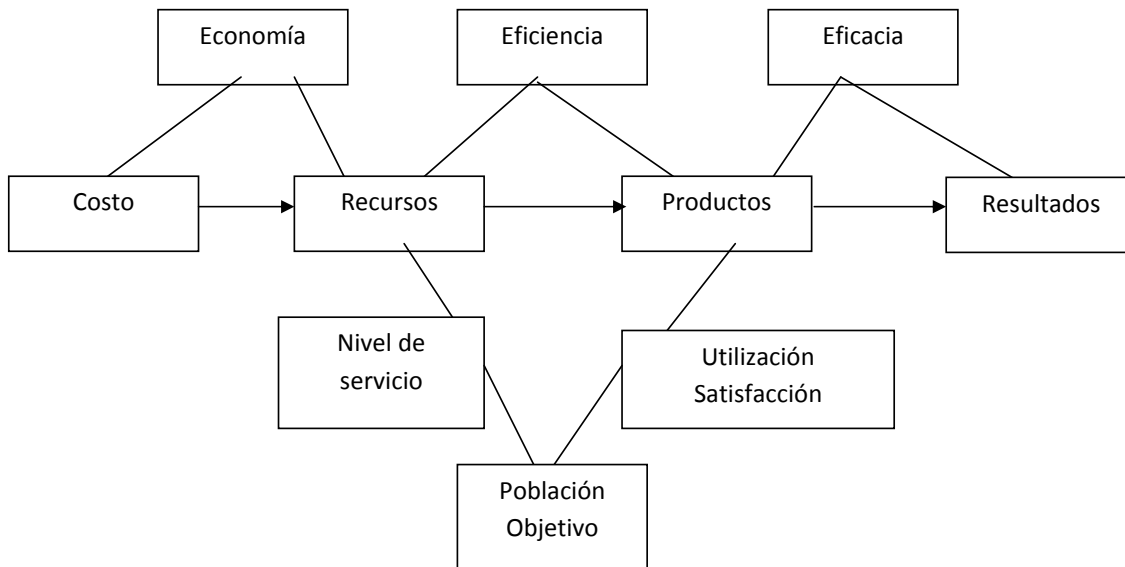 Economía
Eficiencia
Eficacia
Costo
Recursos
Productos
Resultados
Nivel de
servicio
Utilización
Satisfacción
Población
Objetivo